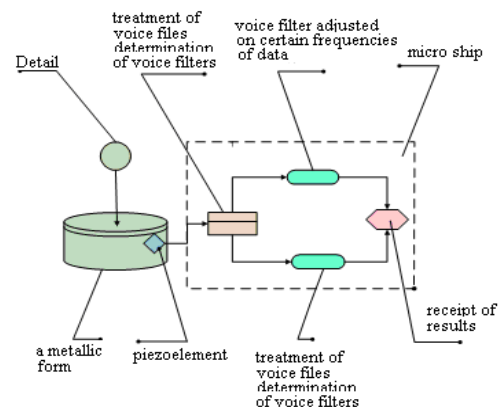 treatment of
voice files
determination
of voice filters
voice filter adjusted
on certain frequencies
of data
micro ship
Detail
a metallic
form
piezoelement
treatment of
voice files
determination
of voice filters
receipt of
results